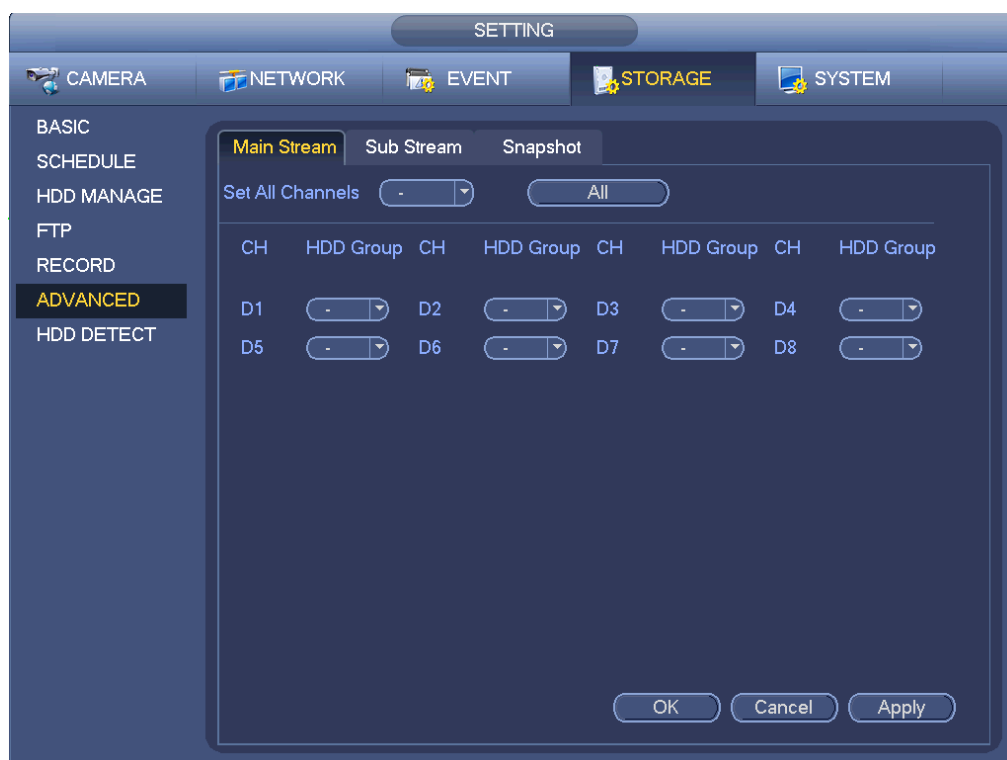 SETTING
CAMERA NETWORK EVENT STORAGE SYSTEM
BASIC
SCHEDULE
HDD MANAGE
FTP
RECORD
ADVANCED
HDD DETECT
Main Stream Sub Stream Snapshot
Set All Channels - All
CH HDD Group CH HDD Group CH HDD Group CH HDD Group
D1 - D2 - D3 - D4 -
D5 - D6 - D7 - D8 -
OK Cancel Apply